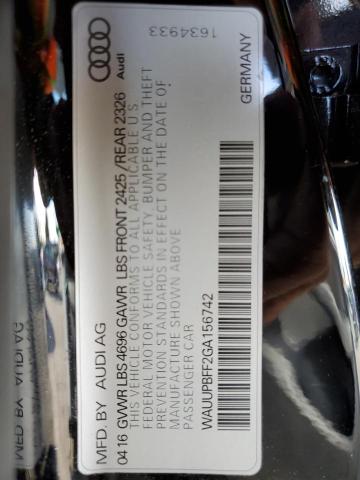 MFD. BY AUDI AG
Audi
0416 GVWR LBS 4696 GAWR LBS FRONT 2425 /REAR 2326
THIS VEHICLE CONFORMS TO ALL APPLICABLE U S
FEDERAL MOTOR VEHICLE SAFETY, BUMPER AND THEFT
PREVENTION STANDARDS IN EFFECT ON THE DATE OF
MANUFACTURE SHOWN ABOVE
PASSENGER CAR
WAUUPBFF2GA156742
1634933
GERMANY